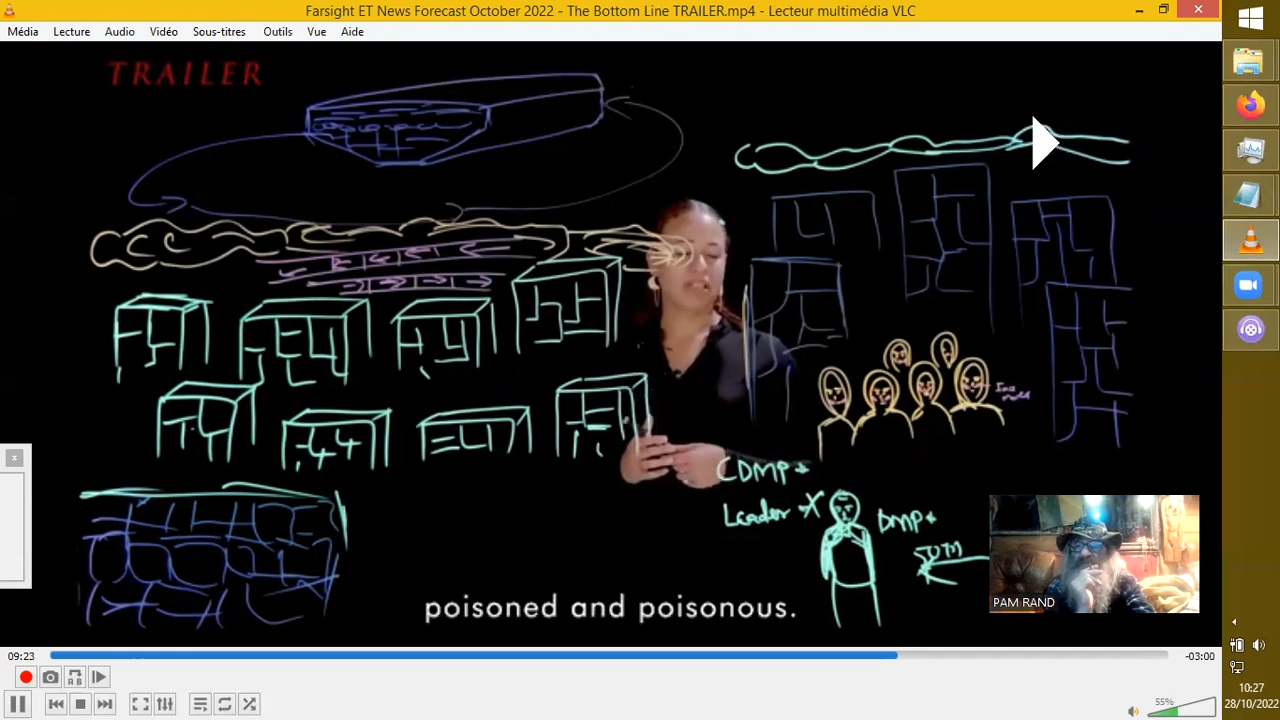 Farsight ET News Forecast October 2022 - The Bottom Line TRAILER.mp4 - Lecteur multimédia VLC
Média Lecture Audio Vidéo Sous-titres Outils Vue Aide
TRAILER
CDMP+
Leader → X
DMP+
PAM RAND
poisoned and poisonous.
09:23
-03:00
55%
10:27
28/10/2022